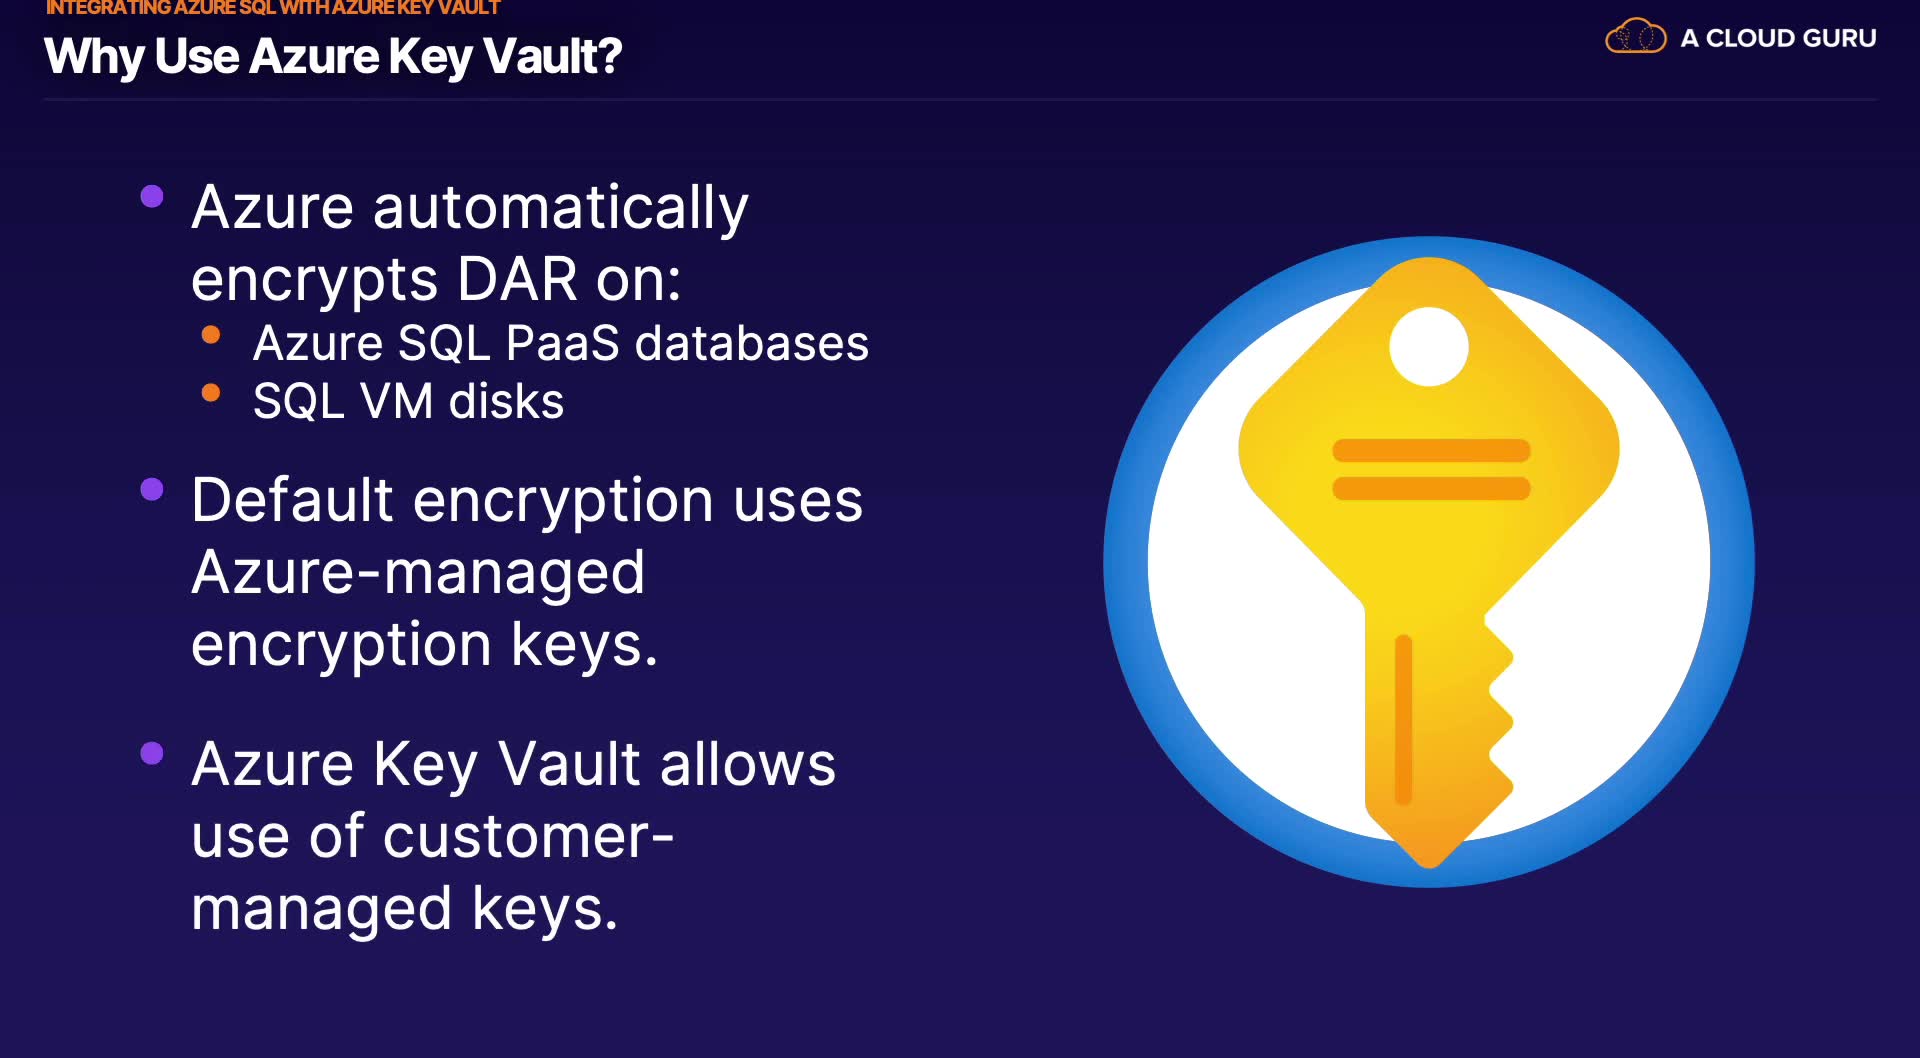 INTEGRATING AZURE SQL WITH AZURE KEY VAULT
Why Use Azure Key Vault?
A CLOUD GURU
Azure automatically
encrypts DAR on:
Azure SQL PaaS databases
SQL VM disks
Default encryption uses
Azure-managed
encryption keys.
Azure Key Vault allows
use of customer-
managed keys.